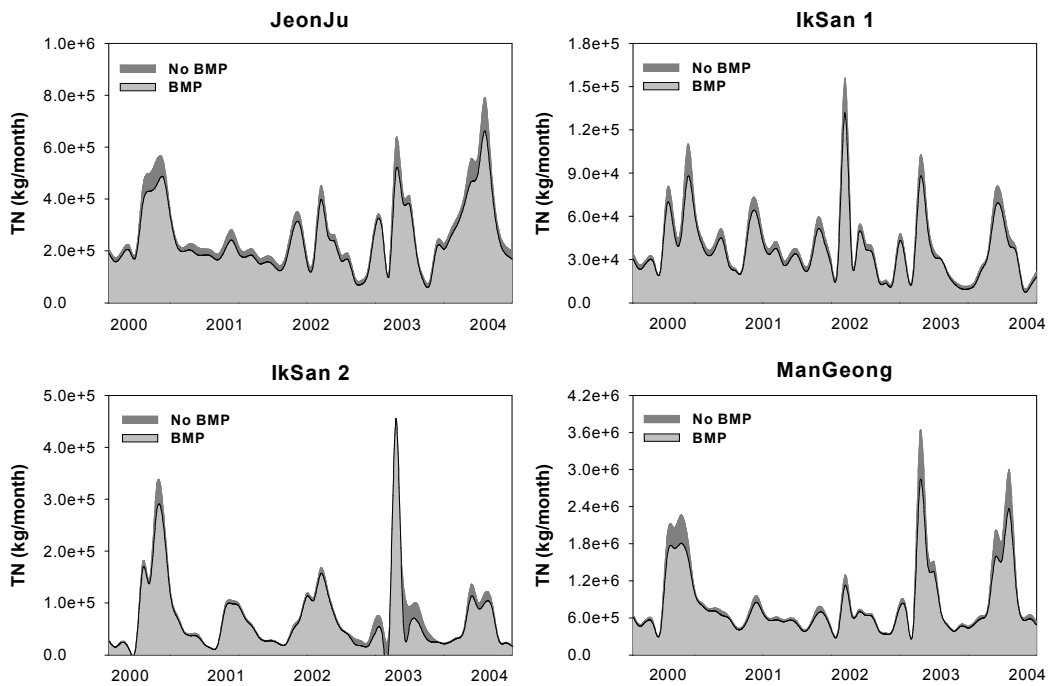 JeonJu
1.0e+6
8.0e+5
6.0e+5
4.0e+5
2.0e+5
0.0
TN (kg/month)
No BMP
BMP
2000 2001 2002 2003 2004
IkSan 1
1.8e+5
1.5e+5
1.2e+5
9.0e+4
6.0e+4
3.0e+4
0.0
TN (kg/month)
No BMP
BMP
2000 2001 2002 2003 2004
IkSan 2
5.0e+5
4.0e+5
3.0e+5
2.0e+5
1.0e+5
0.0
TN (kg/month)
No BMP
BMP
2000 2001 2002 2003 2004
ManGeong
4.2e+6
3.6e+6
3.0e+6
2.4e+6
1.8e+6
1.2e+6
6.0e+5
0.0
TN (kg/month)
No BMP
BMP
2000 2001 2002 2003 2004